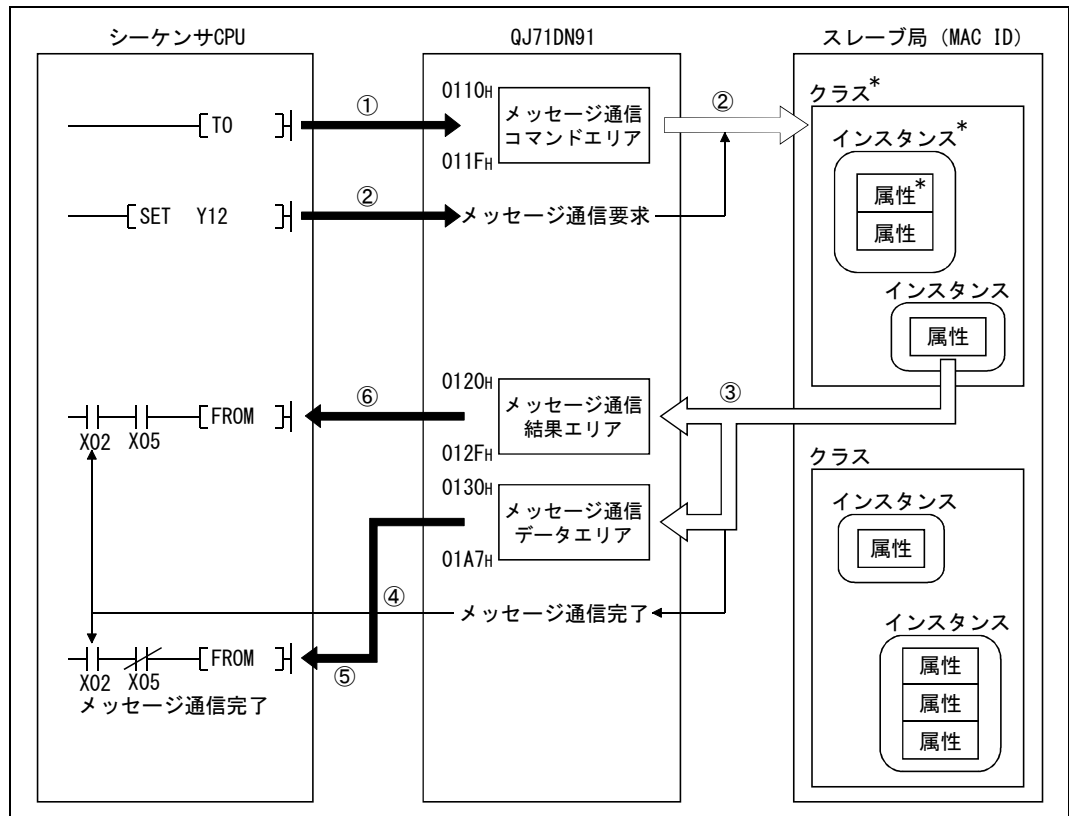 シーケンサCPU
QJ71DN91
スレーブ局 (MAC ID)
[TO ]
①
0110H
メッセージ通信
コマンドエリア
011FH
②
クラス*
インスタンス*
属性*
属性
インスタンス
属性
[SET Y12 ]
②
メッセージ通信要求
X02 X05
[FROM ]
⑥
0120H
メッセージ通信
結果エリア
012FH
③
0130H
メッセージ通信
データエリア
01A7H
④
メッセージ通信完了
X02 X05
[FROM ]
⑤
メッセージ通信完了
クラス
インスタンス
属性
インスタンス
属性
属性
属性